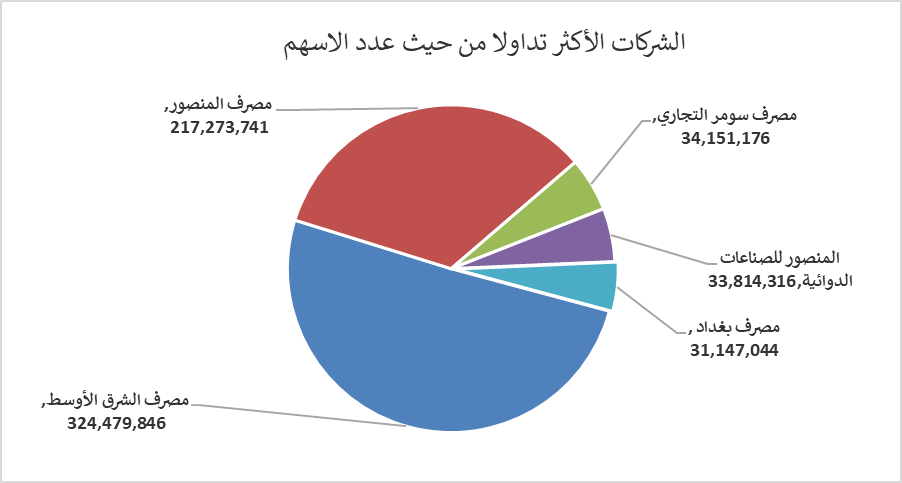 الشركات الأكثر تداولا من حيث عدد الاسهم
مصرف المنصور,
217,273,741
مصرف سومر التجاري,
34,151,176
المنصور للصناعات
الدوائية, 33,814,316
مصرف بغداد ,
31,147,044
مصرف الشرق الأوسط,
324,479,846